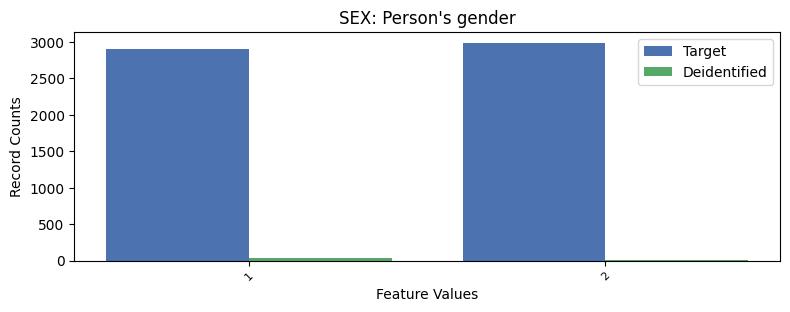 SEX: Person's gender
Target
Deidentified
Record Counts
3000
2500
2000
1500
1000
500
0
1
2
Feature Values